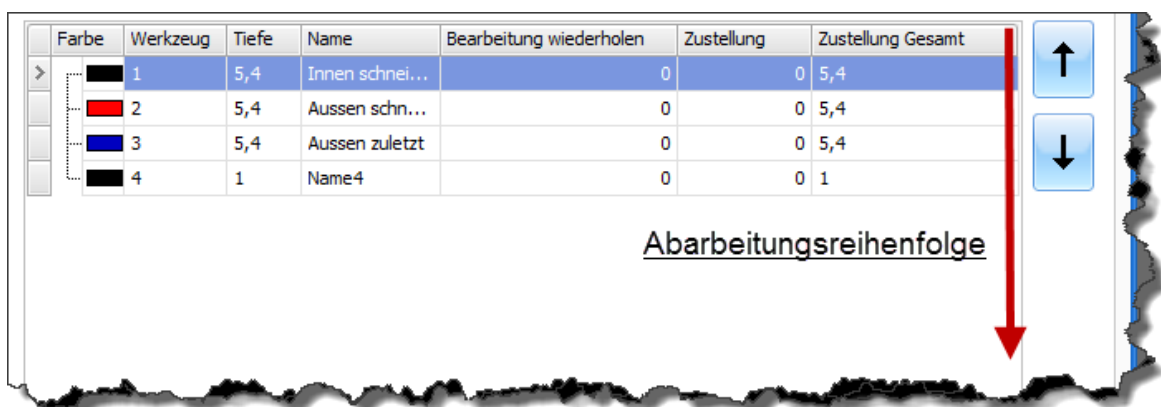 Farbe Werkzeug Tiefe Name Bearbeitung wiederholen Zustellung Zustellung Gesamt
1 5,4 Innen schnei... 0 0 5,4
2 5,4 Aussen schn... 0 0 5,4
3 5,4 Aussen zuletzt 0 0 5,4
4 1 Name4 0 0 1
Abarbeitungsreihenfolge